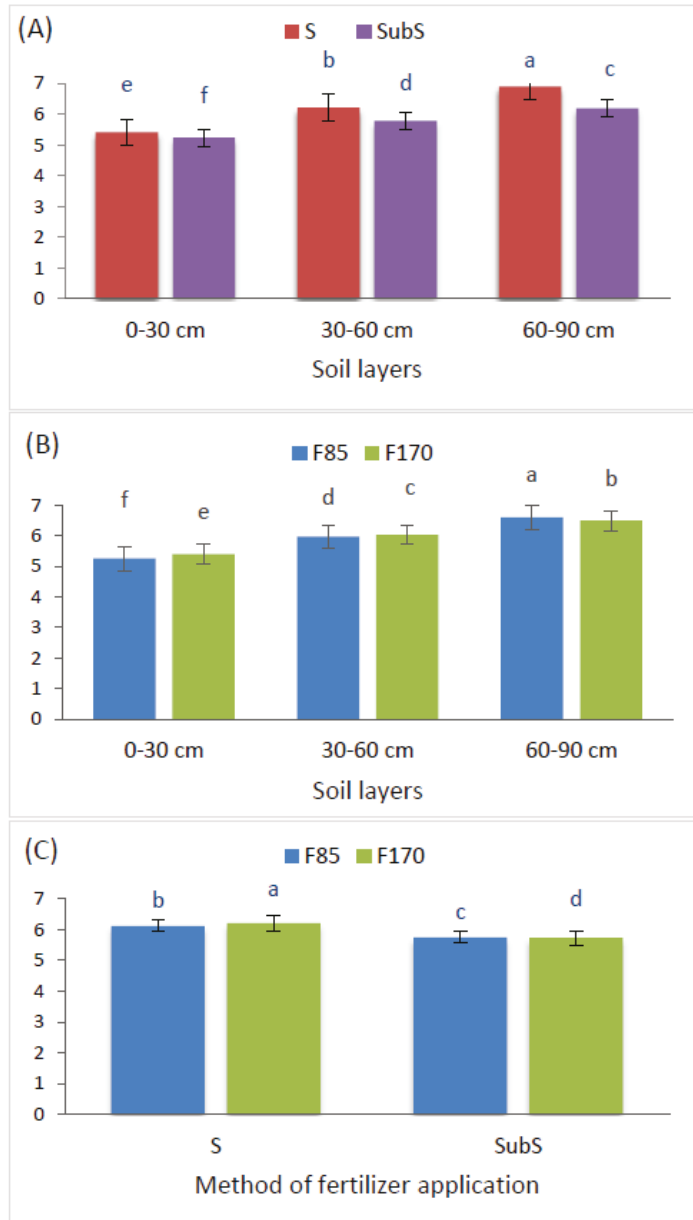 (A)
S SubS
e f b d a c
7
6
5
4
3
2
1
0
0-30 cm 30-60 cm 60-90 cm
Soil layers
(B)
F85 F170
f e d c a b
7
6
5
4
3
2
1
0
0-30 cm 30-60 cm 60-90 cm
Soil layers
(C)
F85 F170
b a c d
7
6
5
4
3
2
1
0
S SubS
Method of fertilizer application